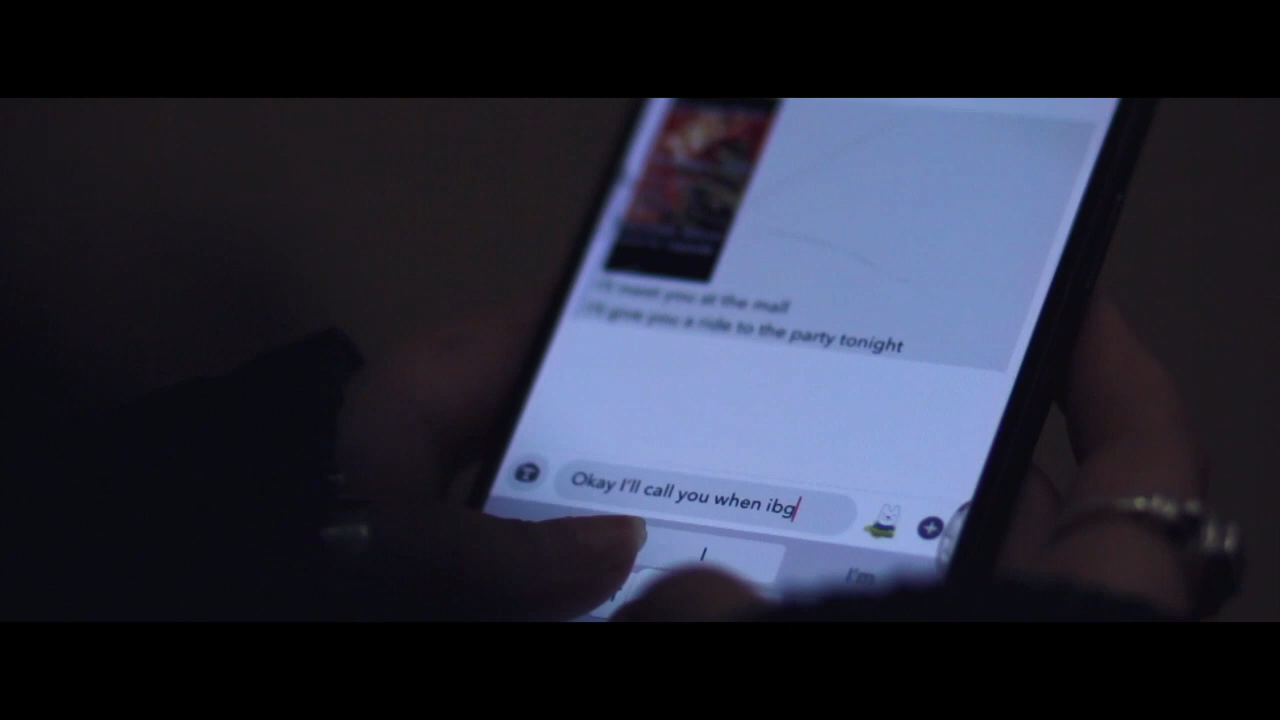 I'll meet you at the mall
I'll give you a ride to the party tonight
Okay I'll call you when ibg
I
I'm